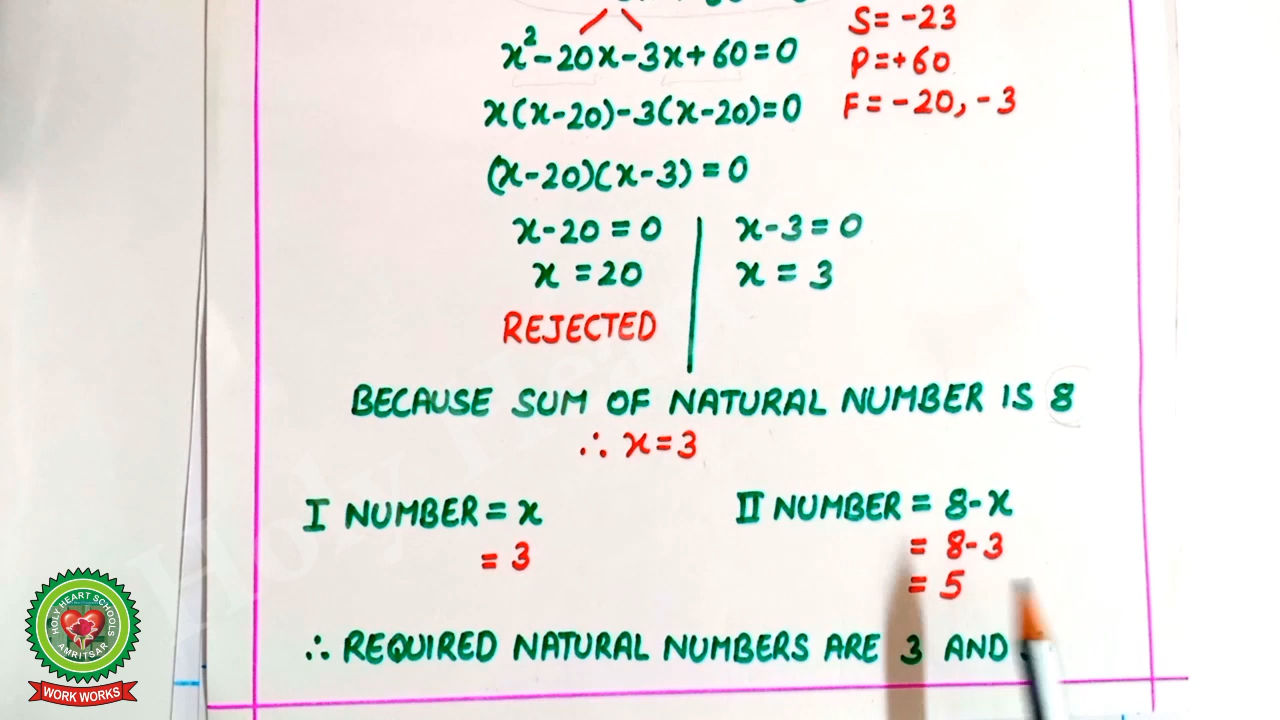 x²-20x-3x+60=0
x(x-20)-3(x-20)=0
(x-20)(x-3)=0
S=-23
P=+60
F=-20,-3
x-20=0
x=20
REJECTED
x-3=0
x=3
BECAUSE SUM OF NATURAL NUMBER IS 8
∴ x=3
I NUMBER = x
= 3
II NUMBER = 8-x
= 8-3
= 5
∴ REQUIRED NATURAL NUMBERS ARE 3 AND
HOLY HEART SCHOOLS
AMRITSAR
WORK WORKS
Holy Heart